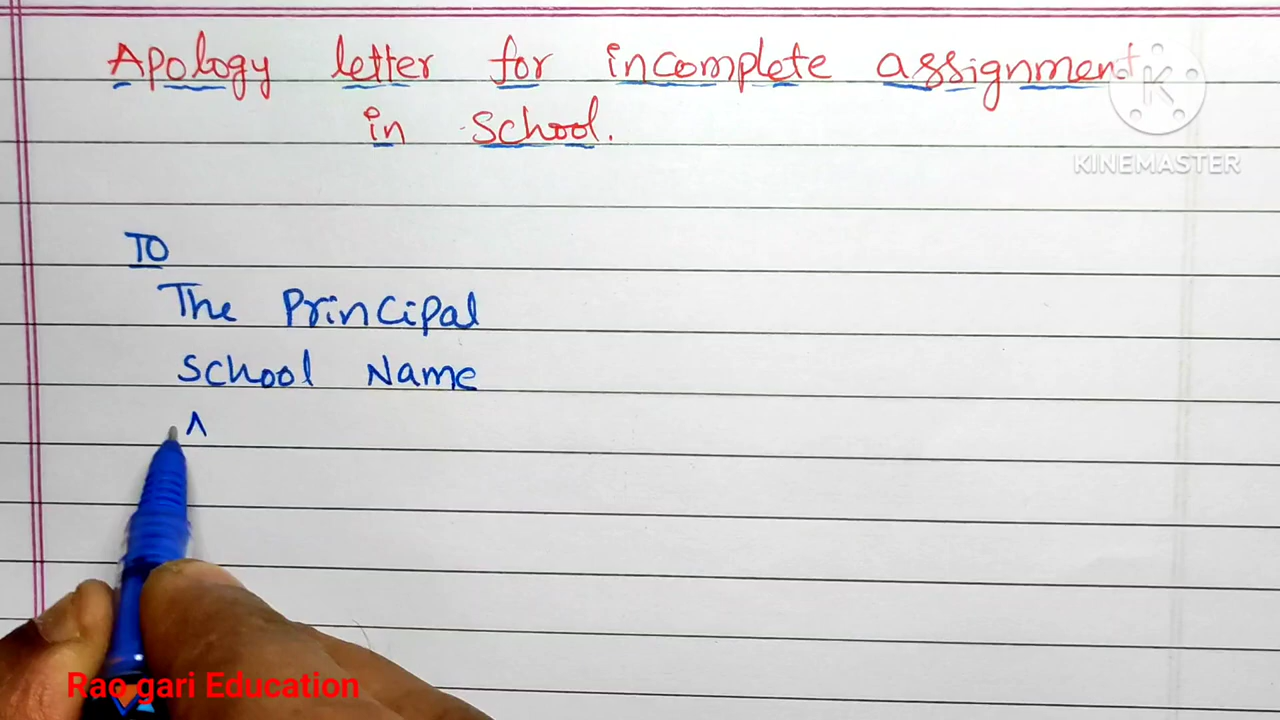 Apology letter for incomplete assignment
in school.
KINEMASTER
TO
The Principal
School Name
Rao gari Education